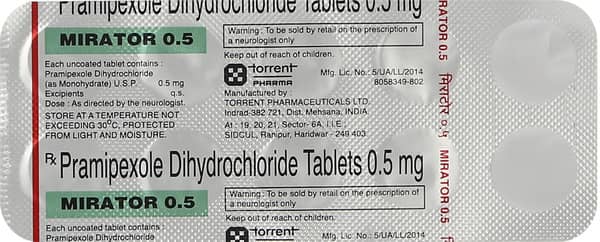 Pramipexole Dihydrochloride Tablets 0.5 mg
MIRATOR 0.5
Warning : To be sold by retail on the prescription of
a neurologist only
Each uncoated tablet contains :
Pramipexole Dihydrochloride
(as Monohydrate) U.S.P. 0.5 mg
Excipients q.s.
Dose : As directed by the neurologist.
STORE AT A TEMPERATURE NOT
EXCEEDING 30°C, PROTECTED
FROM LIGHT AND MOISTURE.
Keep out of reach of children.
torrent
PHARMA
Mfg. Lic. No.: 5/UA/LL/2014
8058349-802
Manufactured by :
TORRENT PHARMACEUTICALS LTD.
Indrad-382 721, Dist. Mehsana, INDIA.
At : 19, 20, 21, Sector- 6A, I.I.E.,
SIDCUL, Ranipur, Haridwar - 249 403.
Rx Pramipexole Dihydrochloride Tablets 0.5 mg
MIRATOR 0.5
Warning : To be sold by retail on the prescription of
a neurologist only
Each uncoated tablet contains :
Pramipexole Dihydrochloride
Keep out of reach of children.
torrent
Mfg. Lic. No.: 5/UA/LL/2014
MIRATOR 0.5
मिराटोर ०.५
MIRATOR 0.5